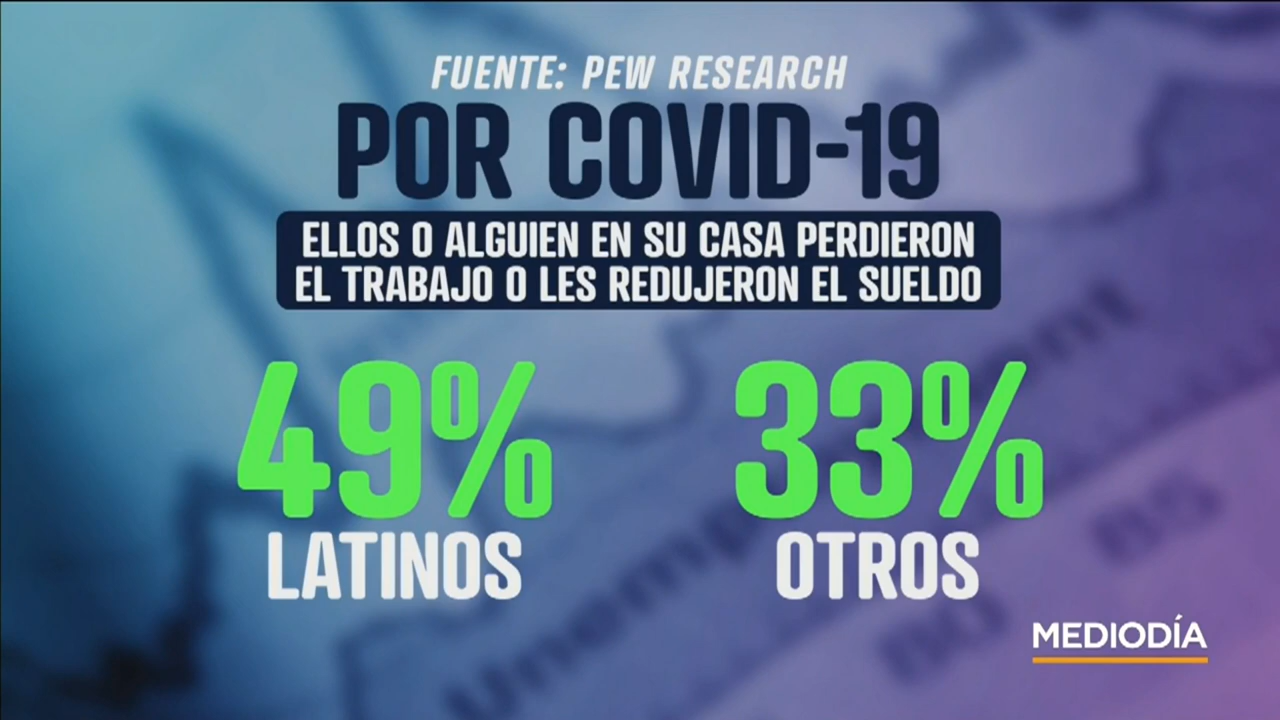 FUENTE: PEW RESEARCH
POR COVID-19
ELLOS O ALGUIEN EN SU CASA PERDIERON
EL TRABAJO O LES REDUJERON EL SUELDO
49% 33%
LATINOS OTROS
MEDIODÍA